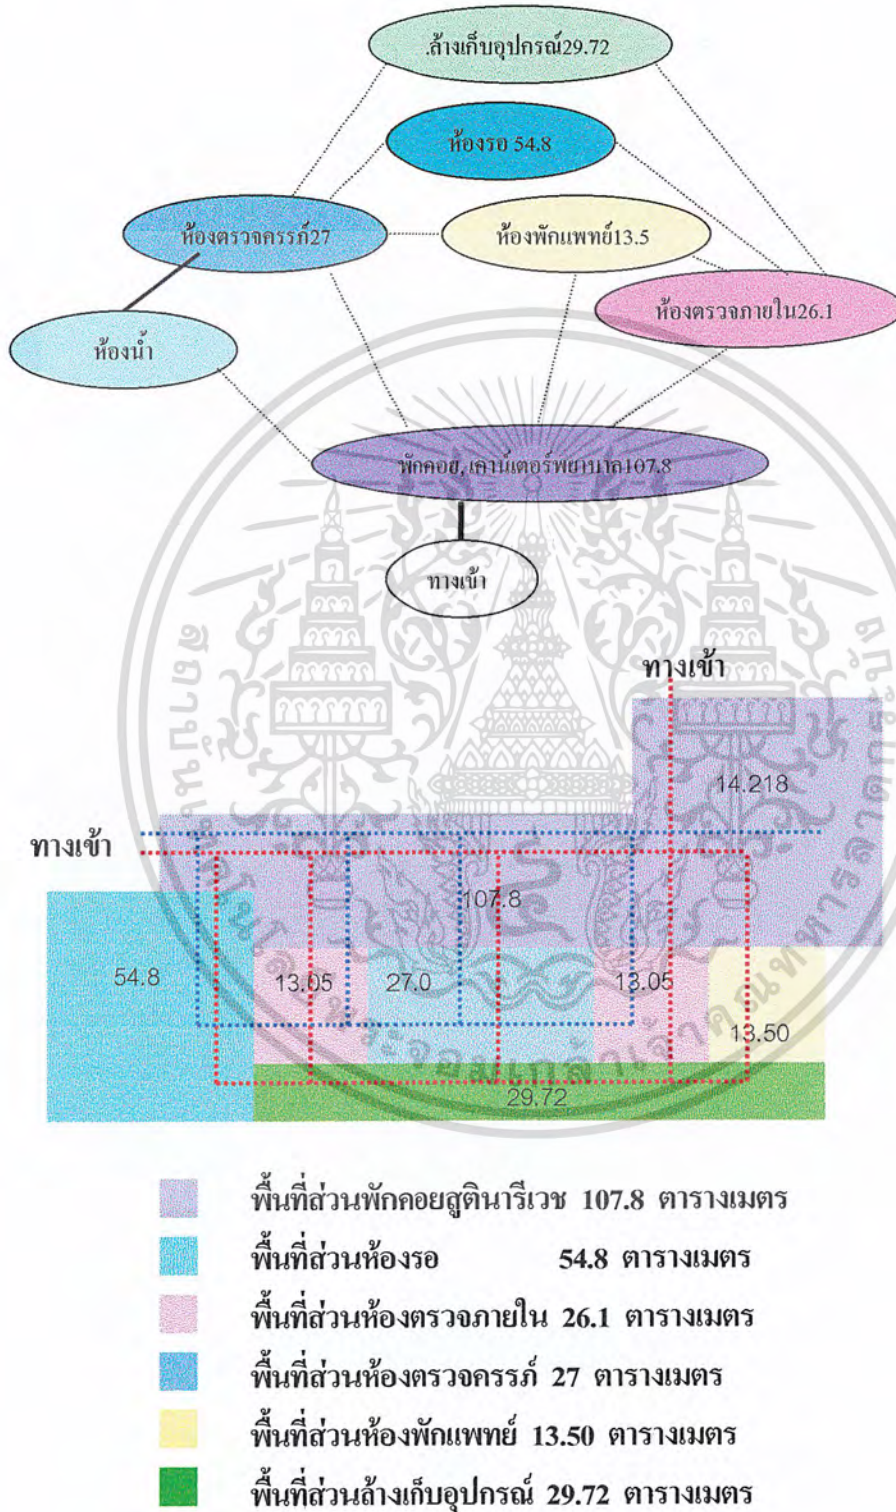 .ล้างเก็บอุปกรณ์29.72
ห้องรอ 54.8
ห้องตรวจครรภ์27
ห้องพักแพทย์13.5
ห้องตรวจภายใน26.1
ห้องน้ำ
พักคอย, เคาน์เตอร์พยาบาล107.8
ทางเข้า
ทางเข้า
14.218
ทางเข้า
107.8
54.8
13.05
27.0
13.05
13.50
29.72
พื้นที่ส่วนพักคอยสูตินารีเวช 107.8 ตารางเมตร
พื้นที่ส่วนห้องรอ 54.8 ตารางเมตร
พื้นที่ส่วนห้องตรวจภายใน 26.1 ตารางเมตร
พื้นที่ส่วนห้องตรวจครรภ์ 27 ตารางเมตร
พื้นที่ส่วนห้องพักแพทย์ 13.50 ตารางเมตร
พื้นที่ส่วนล้างเก็บอุปกรณ์ 29.72 ตารางเมตร